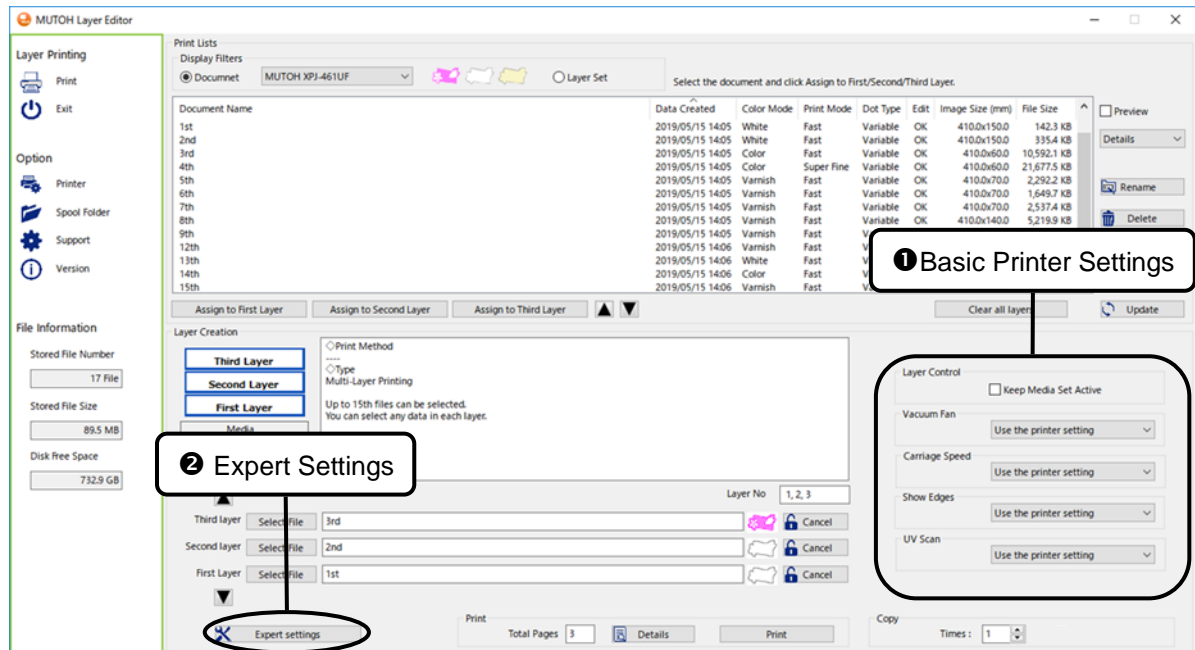 MUTOH Layer Editor
Layer Printing
Print
Exit
Option
Printer
Spool Folder
Support
Version
File Information
Stored File Number
17 File
Stored File Size
89.5 MB
Disk Free Space
732.9 GB
Print Lists
Display Filters
Documnet MUTOH XPJ-461UF Layer Set
Select the document and click Assign to First/Second/Third Layer.
Document Name Data Created Color Mode Print Mode Dot Type Edit Image Size (mm) File Size
1st 2019/05/15 14:05 White Fast Variable OK 410.0x150.0 142.3 KB
2nd 2019/05/15 14:05 White Fast Variable OK 410.0x150.0 335.4 KB
3rd 2019/05/15 14:05 Color Fast Variable OK 410.0x60.0 10,592.1 KB
4th 2019/05/15 14:05 Color Super Fine Variable OK 410.0x60.0 21,677.5 KB
5th 2019/05/15 14:05 Varnish Fast Variable OK 410.0x70.0 2,292.2 KB
6th 2019/05/15 14:05 Varnish Fast Variable OK 410.0x70.0 1,649.7 KB
7th 2019/05/15 14:05 Varnish Fast Variable OK 410.0x70.0 2,537.4 KB
8th 2019/05/15 14:05 Varnish Fast Variable OK 410.0x140.0 5,219.9 KB
9th 2019/05/15 14:05 Varnish Fast
12th 2019/05/15 14:06 Varnish Fast
13th 2019/05/15 14:06 White Fast
14th 2019/05/15 14:06 Color Fast
15th 2019/05/15 14:06 Varnish Fast
Preview
Details
Rename
Delete
❶Basic Printer Settings
Assign to First Layer Assign to Second Layer Assign to Third Layer Clear all layers Update
Layer Creation
Third Layer
Second Layer
First Layer
Media
◇Print Method
----
◇Type
Multi-Layer Printing
Up to 15th files can be selected.
You can select any data in each layer.
❷ Expert Settings
Layer No 1, 2, 3
Third layer Select File 3rd Cancel
Second layer Select File 2nd Cancel
First Layer Select File 1st Cancel
Expert settings
Print
Total Pages 3 Details Print
Layer Control
Keep Media Set Active
Vacuum Fan
Use the printer setting
Carriage Speed
Use the printer setting
Show Edges
Use the printer setting
UV Scan
Use the printer setting
Copy
Times : 1